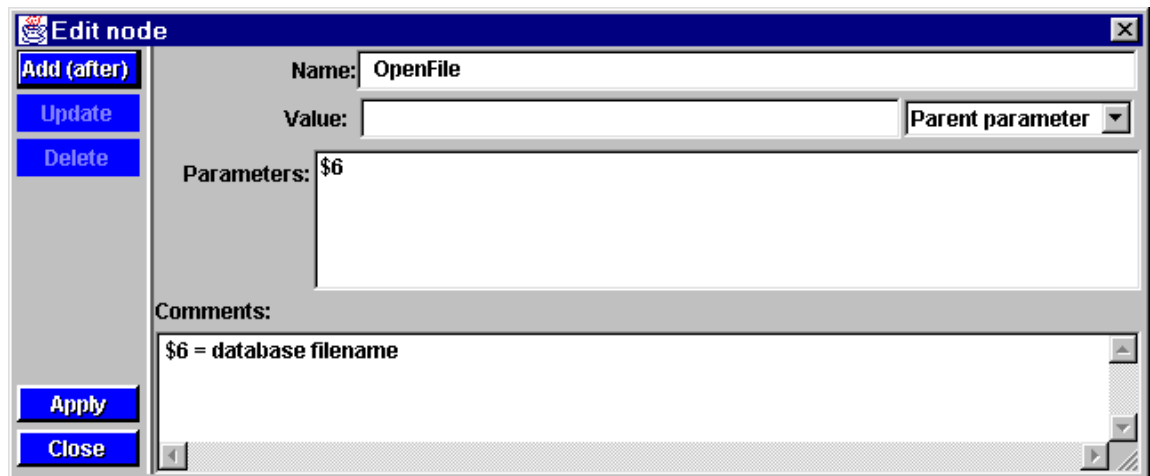 Edit node
Add (after)
Name: OpenFile
Update
Value: Parent parameter
Delete
Parameters: $6
Comments:
$6 = database filename
Apply
Close